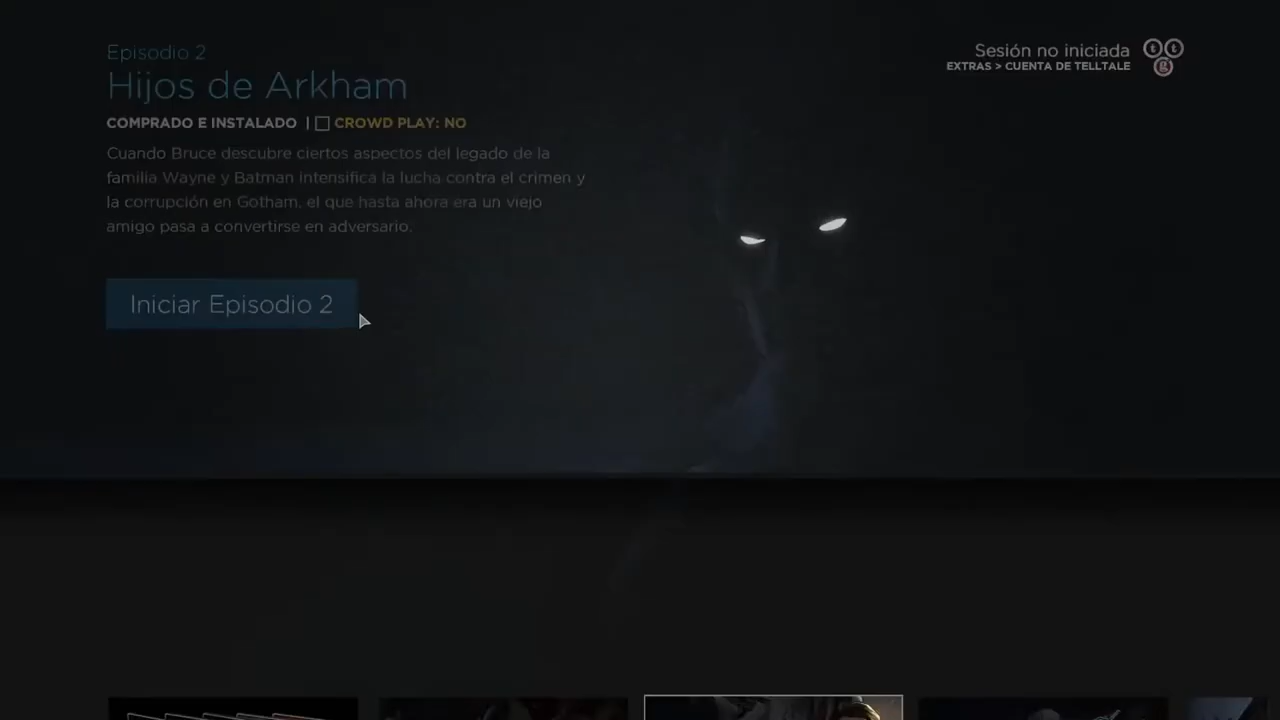 Episodio 2
Hijos de Arkham
COMPRADO E INSTALADO | CROWD PLAY: NO
Cuando Bruce descubre ciertos aspectos del legado de la
familia Wayne y Batman intensifica la lucha contra el crimen y
la corrupción en Gotham, el que hasta ahora era un viejo
amigo pasa a convertirse en adversario.
Iniciar Episodio 2
Sesión no iniciada
EXTRAS > CUENTA DE TELLTALE
t t
g